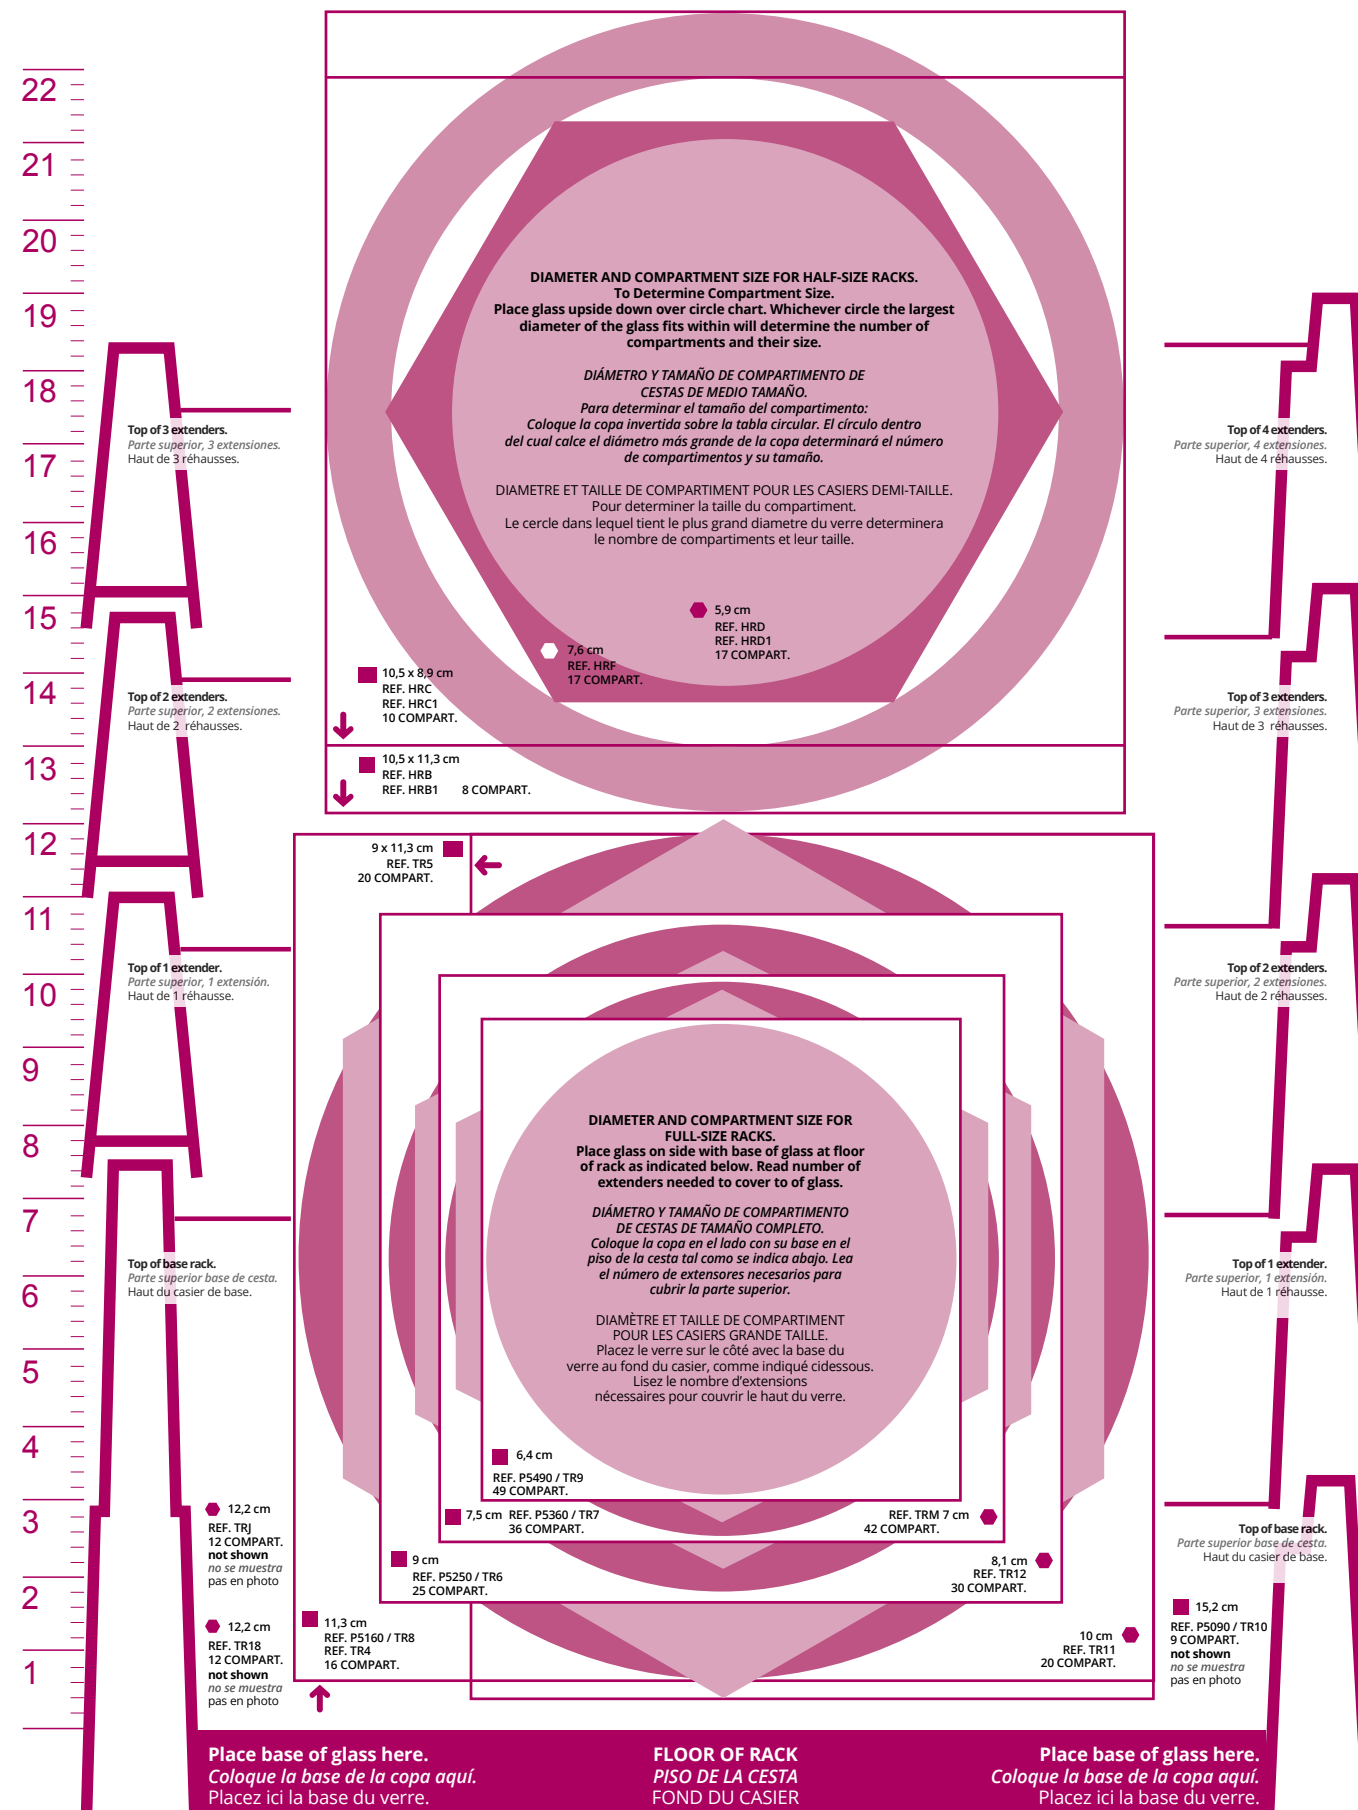 22
21
20
19
18
17
16
15
14
13
12
11
10
9
8
7
6
5
4
3
2
1
DIAMETER AND COMPARTMENT SIZE FOR HALF-SIZE RACKS.
To Determine Compartment Size.
Place glass upside down over circle chart. Whichever circle the largest
diameter of the glass fits within will determine the number of
compartments and their size.
DIÁMETRO Y TAMAÑO DE COMPARTIMENTO DE
CESTAS DE MEDIO TAMAÑO.
Para determinar el tamaño del compartimento:
Coloque la copa invertida sobre la tabla circular. El círculo dentro
del cual calce el diámetro más grande de la copa determinará el número
de compartimentos y su tamaño.
DIAMETRE ET TAILLE DE COMPARTIMENT POUR LES CASIERS DEMI-TAILLE.
Pour determiner la taille du compartiment.
Le cercle dans lequel tient le plus grand diametre du verre determinera
le nombre de compartiments et leur taille.
5,9 cm
REF. HRD
REF. HRD1
17 COMPART.
7,6 cm
REF. HRF
17 COMPART.
10,5 x 8,9 cm
REF. HRC
REF. HRC1
10 COMPART.
10,5 x 11,3 cm
REF. HRB
REF. HRB1 8 COMPART.
Top of 3 extenders.
Parte superior, 3 extensiones.
Haut de 3 réhausses.
Top of 2 extenders.
Parte superior, 2 extensiones.
Haut de 2 réhausses.
Top of 1 extender.
Parte superior, 1 extensión.
Haut de 1 réhausse.
Top of base rack.
Parte superior base de cesta.
Haut du casier de base.
Top of 4 extenders.
Parte superior, 4 extensiones.
Haut de 4 réhausses.
Top of 3 extenders.
Parte superior, 3 extensiones.
Haut de 3 réhausses.
Top of 2 extenders.
Parte superior, 2 extensiones.
Haut de 2 réhausses.
Top of 1 extender.
Parte superior, 1 extensión.
Haut de 1 réhausse.
Top of base rack.
Parte superior base de cesta.
Haut du casier de base.
9 x 11,3 cm
REF. TR5
20 COMPART.
DIAMETER AND COMPARTMENT SIZE FOR
FULL-SIZE RACKS.
Place glass on side with base of glass at floor
of rack as indicated below. Read number of
extenders needed to cover to of glass.
DIÁMETRO Y TAMAÑO DE COMPARTIMENTO
DE CESTAS DE TAMAÑO COMPLETO.
Coloque la copa en el lado con su base en el
piso de la cesta tal como se indica abajo. Lea
el número de extensores necesarios para
cubrir la parte superior.
DIAMÈTRE ET TAILLE DE COMPARTIMENT
POUR LES CASIERS GRANDE TAILLE.
Placez le verre sur le côté avec la base du
verre au fond du casier, comme indiqué cidessous.
Lisez le nombre d'extensions
nécessaires pour couvrir le haut du verre.
6,4 cm
REF. P5490 / TR9
49 COMPART.
7,5 cm REF. P5360 / TR7
36 COMPART.
REF. TRM 7 cm
42 COMPART.
9 cm
REF. P5250 / TR6
25 COMPART.
8,1 cm
REF. TR12
30 COMPART.
11,3 cm
REF. P5160 / TR8
REF. TR4
16 COMPART.
10 cm
REF. TR11
20 COMPART.
12,2 cm
REF. TRJ
12 COMPART.
not shown
no se muestra
pas en photo
12,2 cm
REF. TR18
12 COMPART.
not shown
no se muestra
pas en photo
15,2 cm
REF. P5090 / TR10
9 COMPART.
not shown
no se muestra
pas en photo
Place base of glass here.
Coloque la base de la copa aquí.
Placez ici la base du verre.
FLOOR OF RACK
PISO DE LA CESTA
FOND DU CASIER
Place base of glass here.
Coloque la base de la copa aquí.
Placez ici la base du verre.